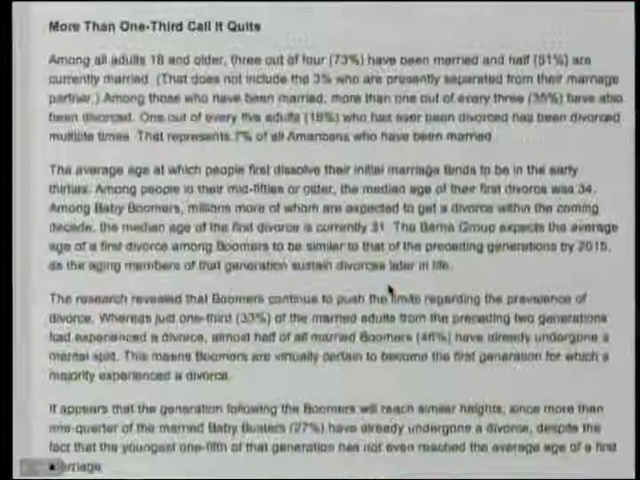 More Than One-Third Call It Quits
Among all adults 18 and older, three out of four (73%) have been married and half (51%) are
currently married. (That does not include the 3% who are presently separated from their marriage
partner.) Among those who have been married, more than one out of every three (35%) have also
been divorced. One out of every five adults (18%) who has ever been divorced has been divorced
multiple times. That represents 7% of all Americans who have been married.
The average age at which people first dissolve their initial marriage tends to be in the early
thirties. Among people in their mid-fifties or older, the median age of their first divorce was 34.
Among Baby Boomers, millions more of whom are expected to get a divorce within the coming
decade, the median age of the first divorce is currently 31. The Barna Group expects the average
age of a first divorce among Boomers to be similar to that of the preceding generations by 2015,
as the aging members of that generation sustain divorces later in life.
The research revealed that Boomers continue to push the limits regarding the prevalence of
divorce. Whereas just one-third (33%) of the married adults from the preceding two generations
had experienced a divorce, almost half of all married Boomers (46%) have already undergone a
marital split. This means Boomers are virtually certain to become the first generation for which a
majority experienced a divorce.
It appears that the generation following the Boomers will reach similar heights, since more than
one-quarter of the married Baby Busters (27%) have already undergone a divorce, despite the
fact that the youngest one-fifth of that generation has not even reached the average age of a first
marriage